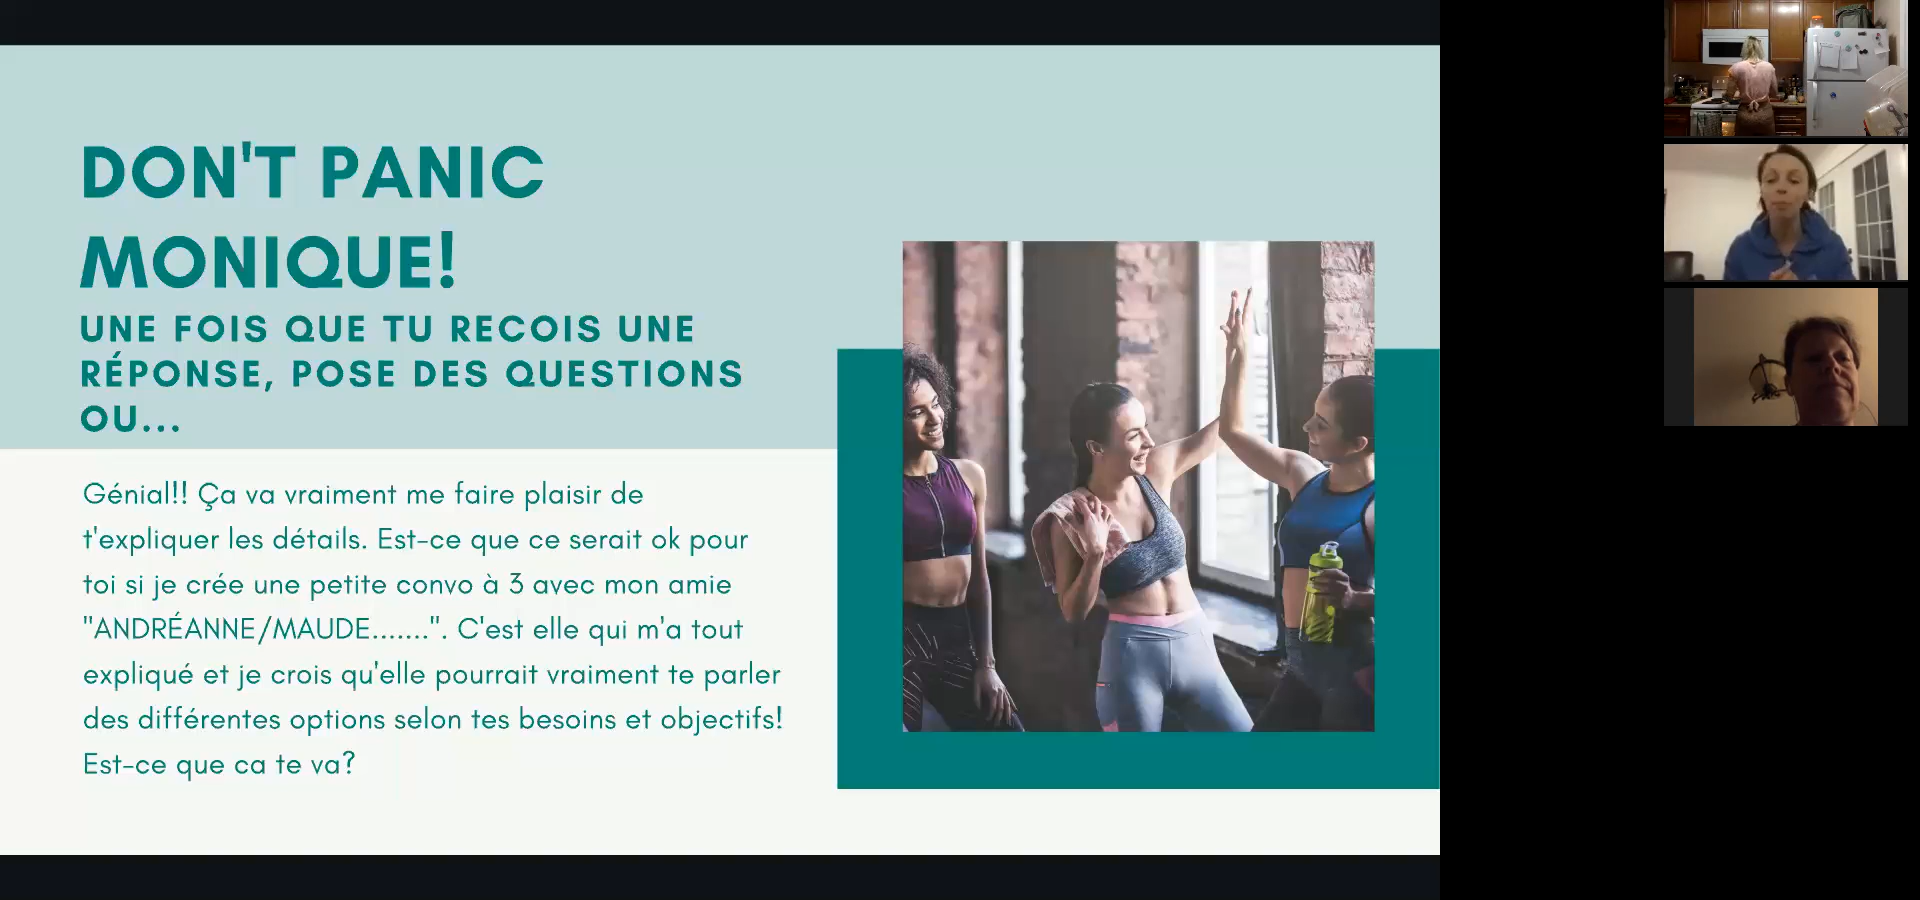 DON'T PANIC
MONIQUE!
UNE FOIS QUE TU RECOIS UNE
RÉPONSE, POSE DES QUESTIONS
OU...
Génial!! Ça va vraiment me faire plaisir de
t'expliquer les détails. Est-ce que ce serait ok pour
toi si je crée une petite convo à 3 avec mon amie
"ANDRÉANNE/MAUDE.......". C'est elle qui m'a tout
expliqué et je crois qu'elle pourrait vraiment te parler
des différentes options selon tes besoins et objectifs!
Est-ce que ca te va?